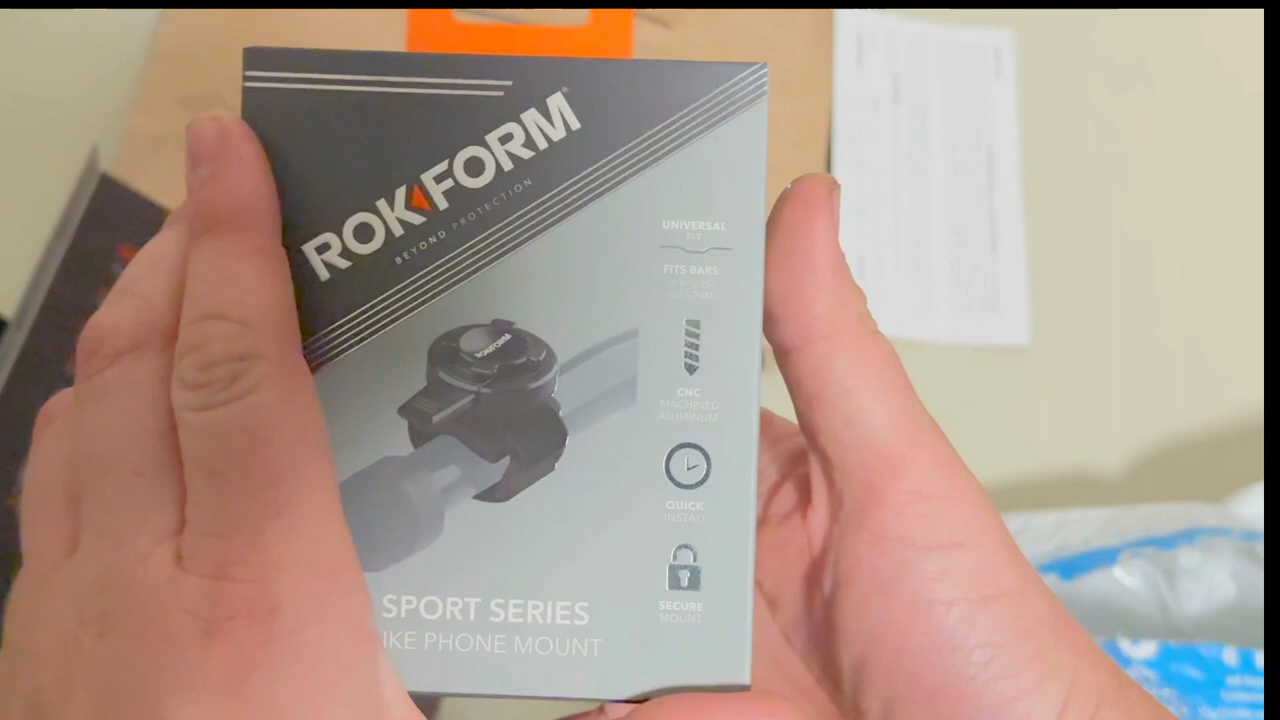 ROKFORM
BEYOND PROTECTION
UNIVERSAL
FIT
FITS BARS:
ROKFORM
CNC
MACHINED
ALUMINUM
QUICK
INSTALL
SECURE
MOUNT
SPORT SERIES
IKE PHONE MOUNT